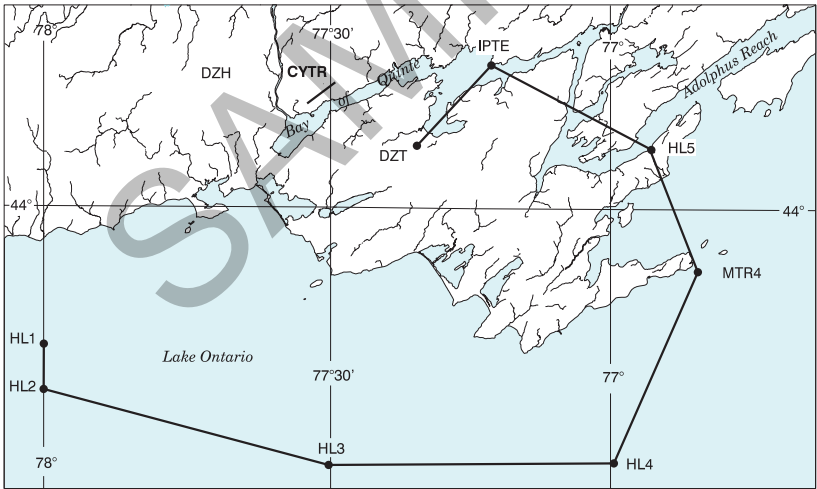 78°
77°30'
77°
IPTE
DZH
CYTR
Bay of Quinte
Adolphus Reach
DZT
HL5
44°
44°
MTR4
HL1
Lake Ontario
77°30'
77°
HL2
HL3
78°
HL4
SAM